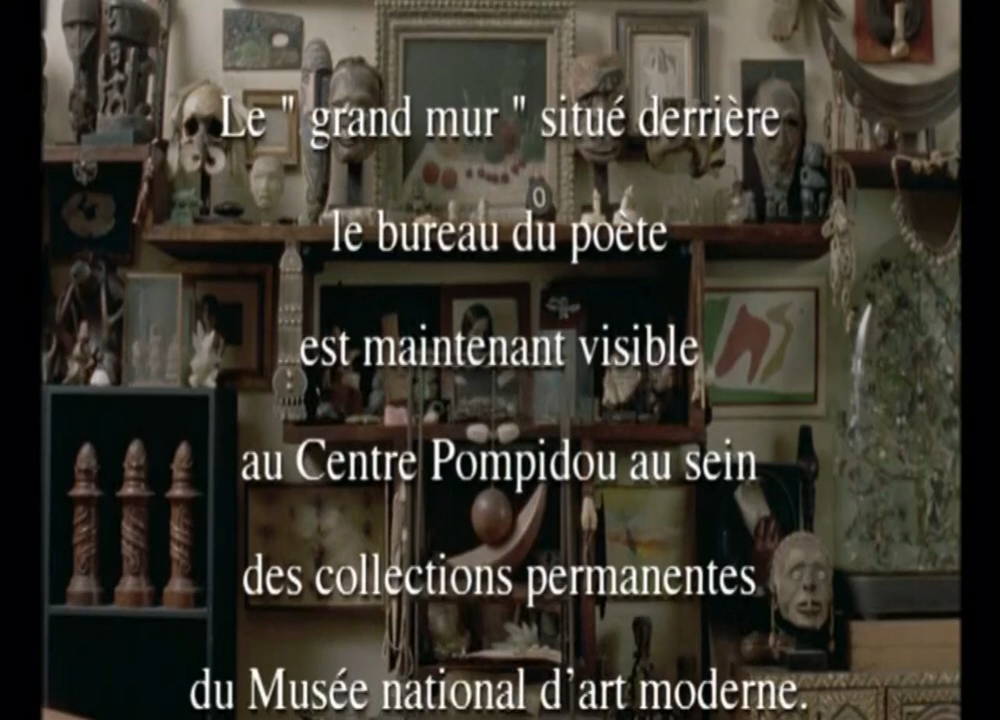 Le " grand mur " situé derrière
le bureau du poète
est maintenant visible
au Centre Pompidou au sein
des collections permanentes
du Musée national d'art moderne.